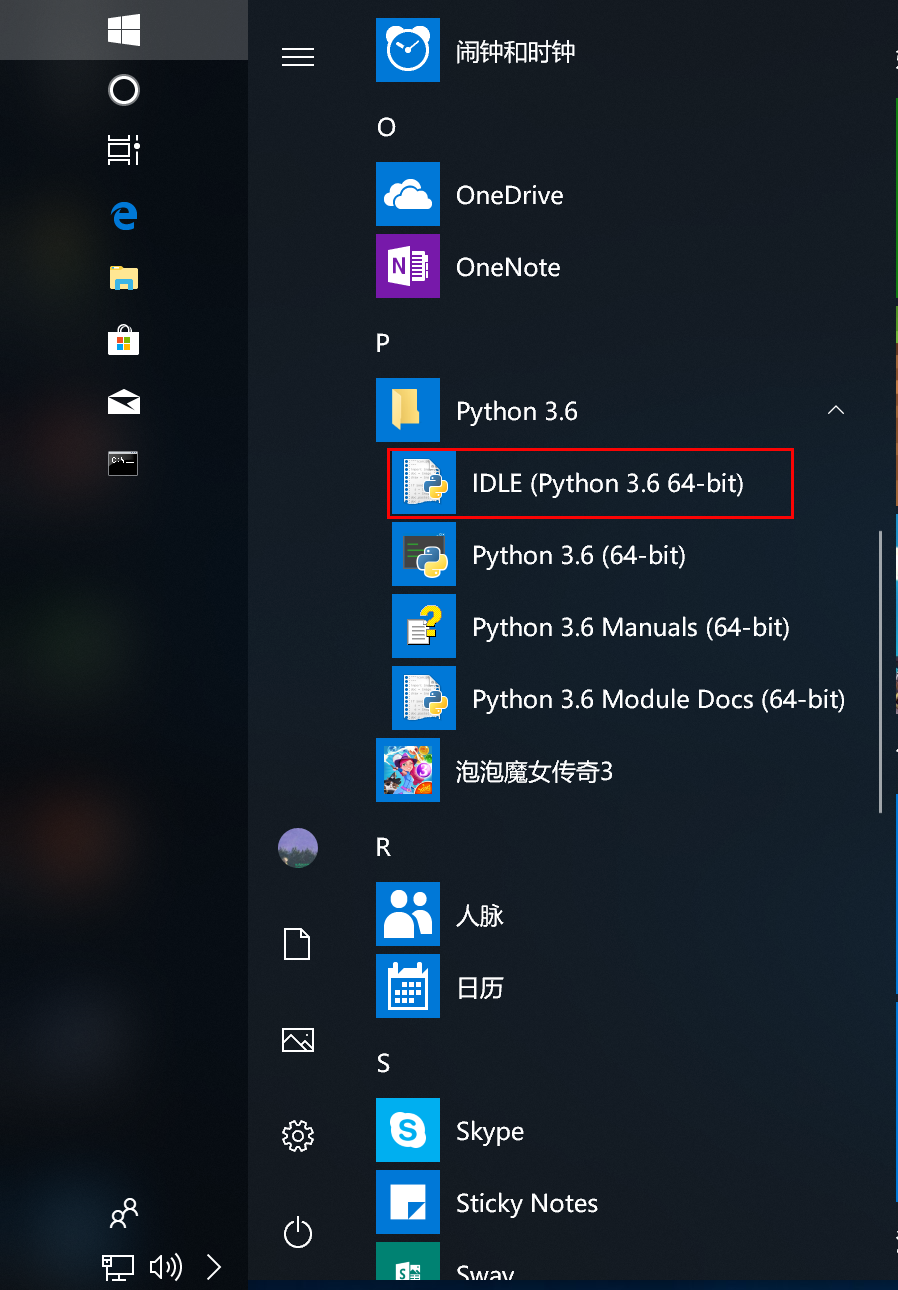 闹钟和时钟
O
OneDrive
OneNote
P
Python 3.6
IDLE (Python 3.6 64-bit)
Python 3.6 (64-bit)
Python 3.6 Manuals (64-bit)
Python 3.6 Module Docs (64-bit)
泡泡魔女传奇3
R
人脉
日历
S
Skype
Sticky Notes
Sway